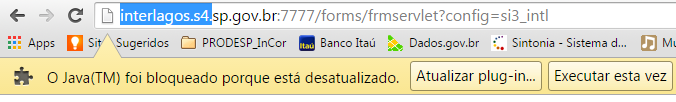 interlagos.s4.sp.gov.br:7777/forms/frmservlet?config=si3_intl
Apps Sit Sugeridos PRODESP_InCor Banco Itaú Dados.gov.br Sintonia - Sistema d... M
O Java(TM) foi bloqueado porque está desatualizado. Atualizar plug-in... Executar esta vez